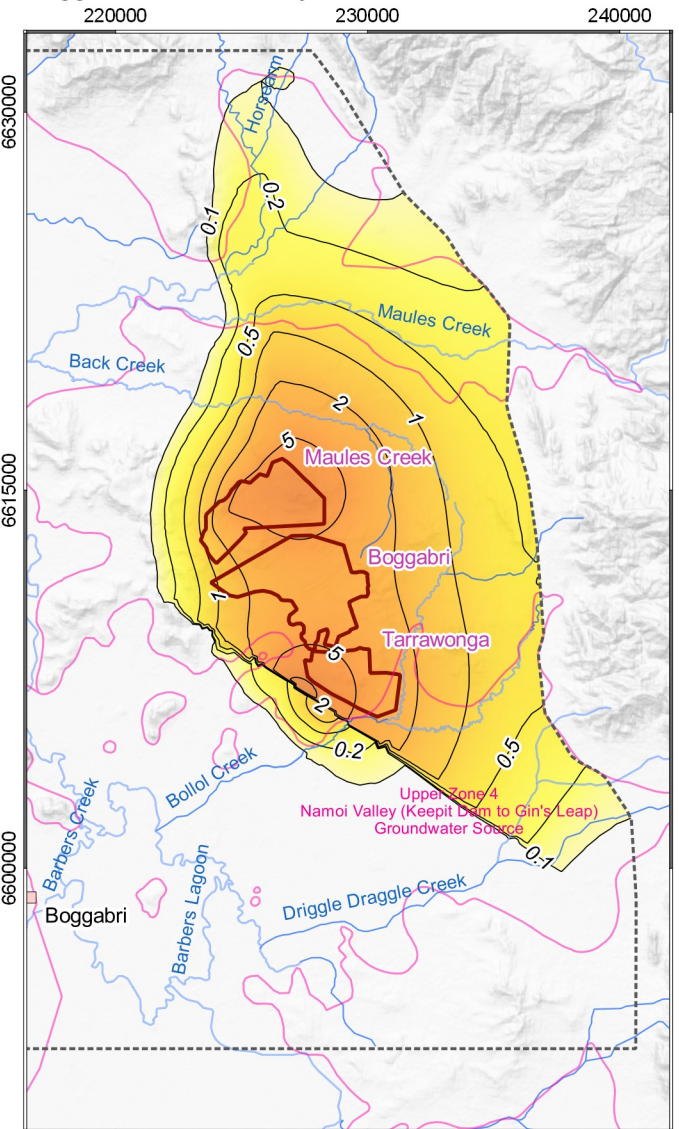 220000
230000
240000
6630000
Horsearm
0.2
0.1
Maules Creek
0.5
Back Creek
2
1
5
Maules Creek
6615000
Boggabri
1
Tarrawonga
5
2
0.2
0.5
Bollol Creek
Upper Zone 4
Namoi Valley (Keepit Dam to Gin's Leap)
Groundwater Source
Barbers Creek
0.1
6600000
Driggle Draggle Creek
Barbers Lagoon
Boggabri